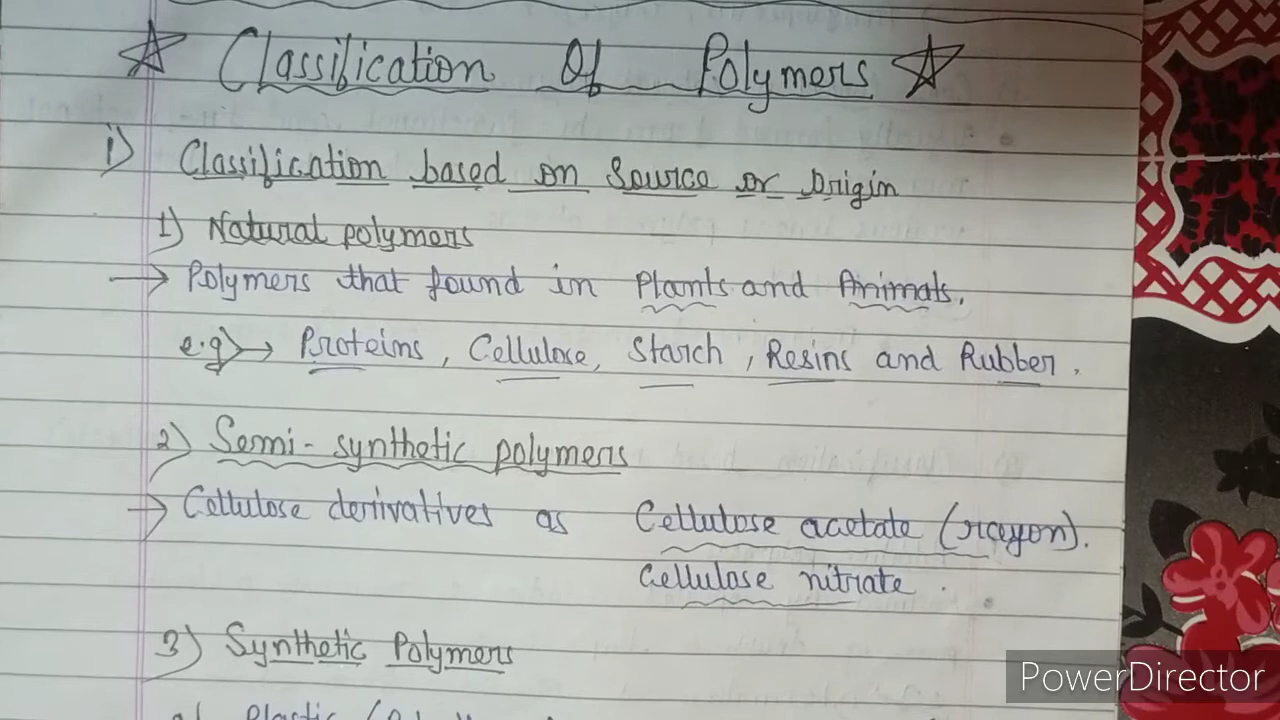 ☆ Classification Of Polymers ☆
i) Classification based on Source or Origin
1) Natural polymers
→ Polymers that found in Plants and Animals.
e.g → Proteins, Cellulose, Starch, Resins and Rubber.
2) Semi-synthetic polymers
→ Cellulose derivatives as Cellulose acetate (rayon).
Cellulose nitrate.
3) Synthetic Polymers
Plastic
PowerDirector